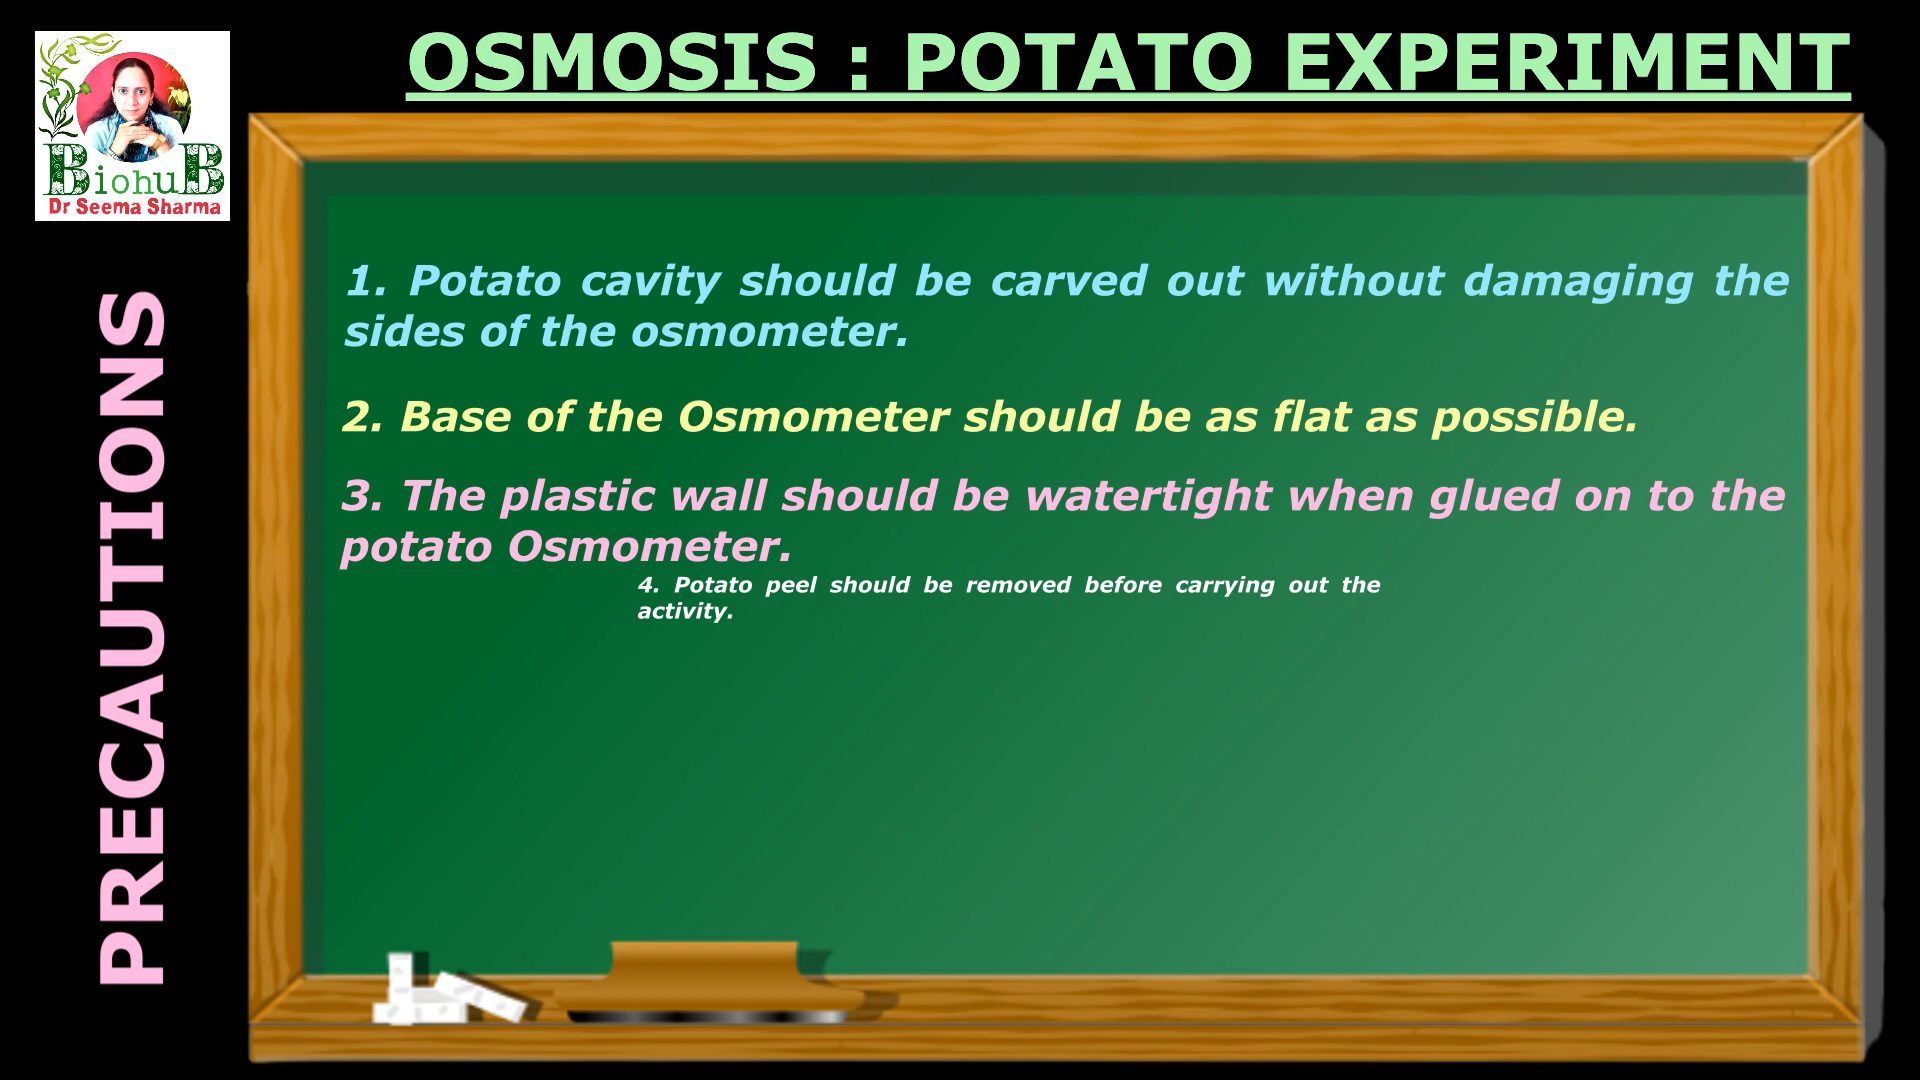 OSMOSIS : POTATO EXPERIMENT
BiohuB
Dr Seema Sharma
PRECAUTIONS
1. Potato cavity should be carved out without damaging the
sides of the osmometer.
2. Base of the Osmometer should be as flat as possible.
3. The plastic wall should be watertight when glued on to the
potato Osmometer.
4. Potato peel should be removed before carrying out the
activity.